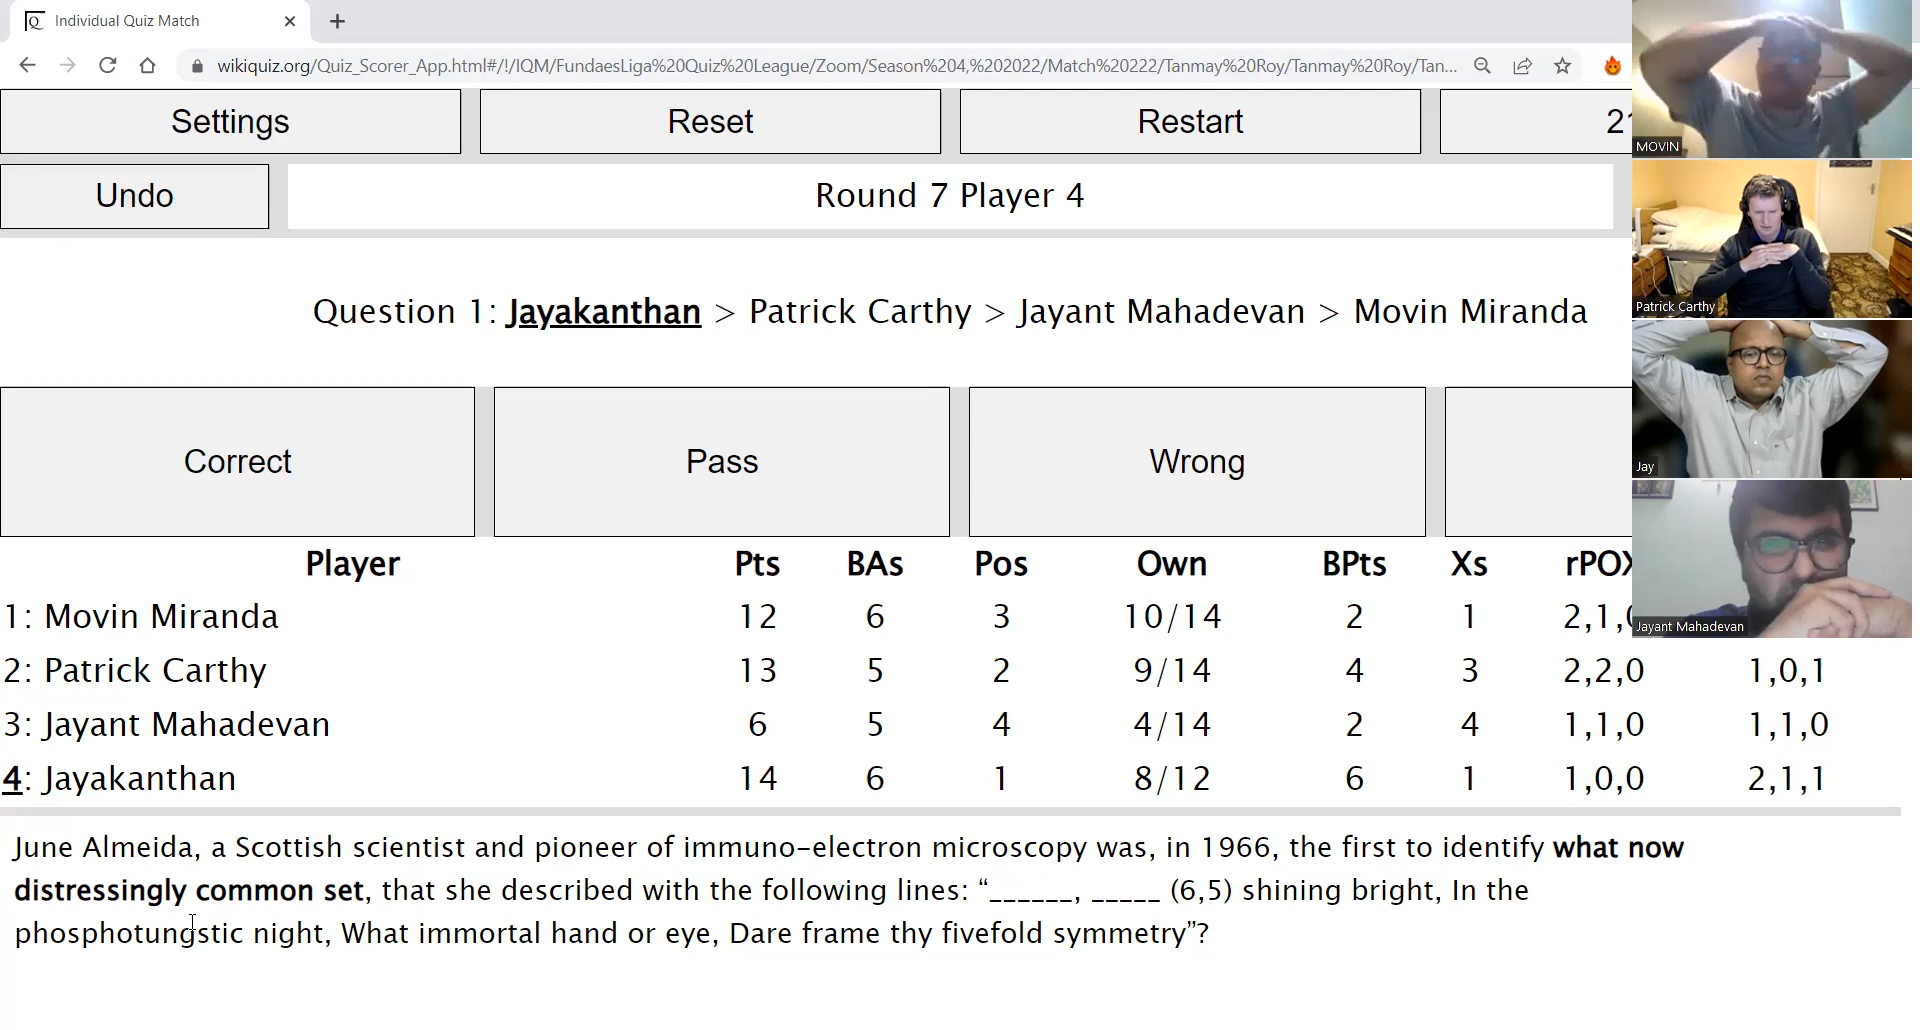 Individual Quiz Match
wikiquiz.org/Quiz_Scorer_App.html#/!/IQM/FundaesLiga%20Quiz%20League/Zoom/Season%204,%202022/Match%20222/Tanmay%20Roy/Tanmay%20Roy/Tan...
Settings Reset Restart
Undo Round 7 Player 4
Question 1: Jayakanthan > Patrick Carthy > Jayant Mahadevan > Movin Miranda
Correct Pass Wrong
Player Pts BAs Pos Own BPts Xs rPOX
1: Movin Miranda 12 6 3 10/14 2 1 2,1,
2: Patrick Carthy 13 5 2 9/14 4 3 2,2,0 1,0,1
3: Jayant Mahadevan 6 5 4 4/14 2 4 1,1,0 1,1,0
4: Jayakanthan 14 6 1 8/12 6 1 1,0,0 2,1,1
June Almeida, a Scottish scientist and pioneer of immuno-electron microscopy was, in 1966, the first to identify what now
distressingly common set, that she described with the following lines: “______, _____ (6,5) shining bright, In the
phosphotungstic night, What immortal hand or eye, Dare frame thy fivefold symmetry”?
MOVIN
Patrick Carthy
Jay
Jayant Mahadevan